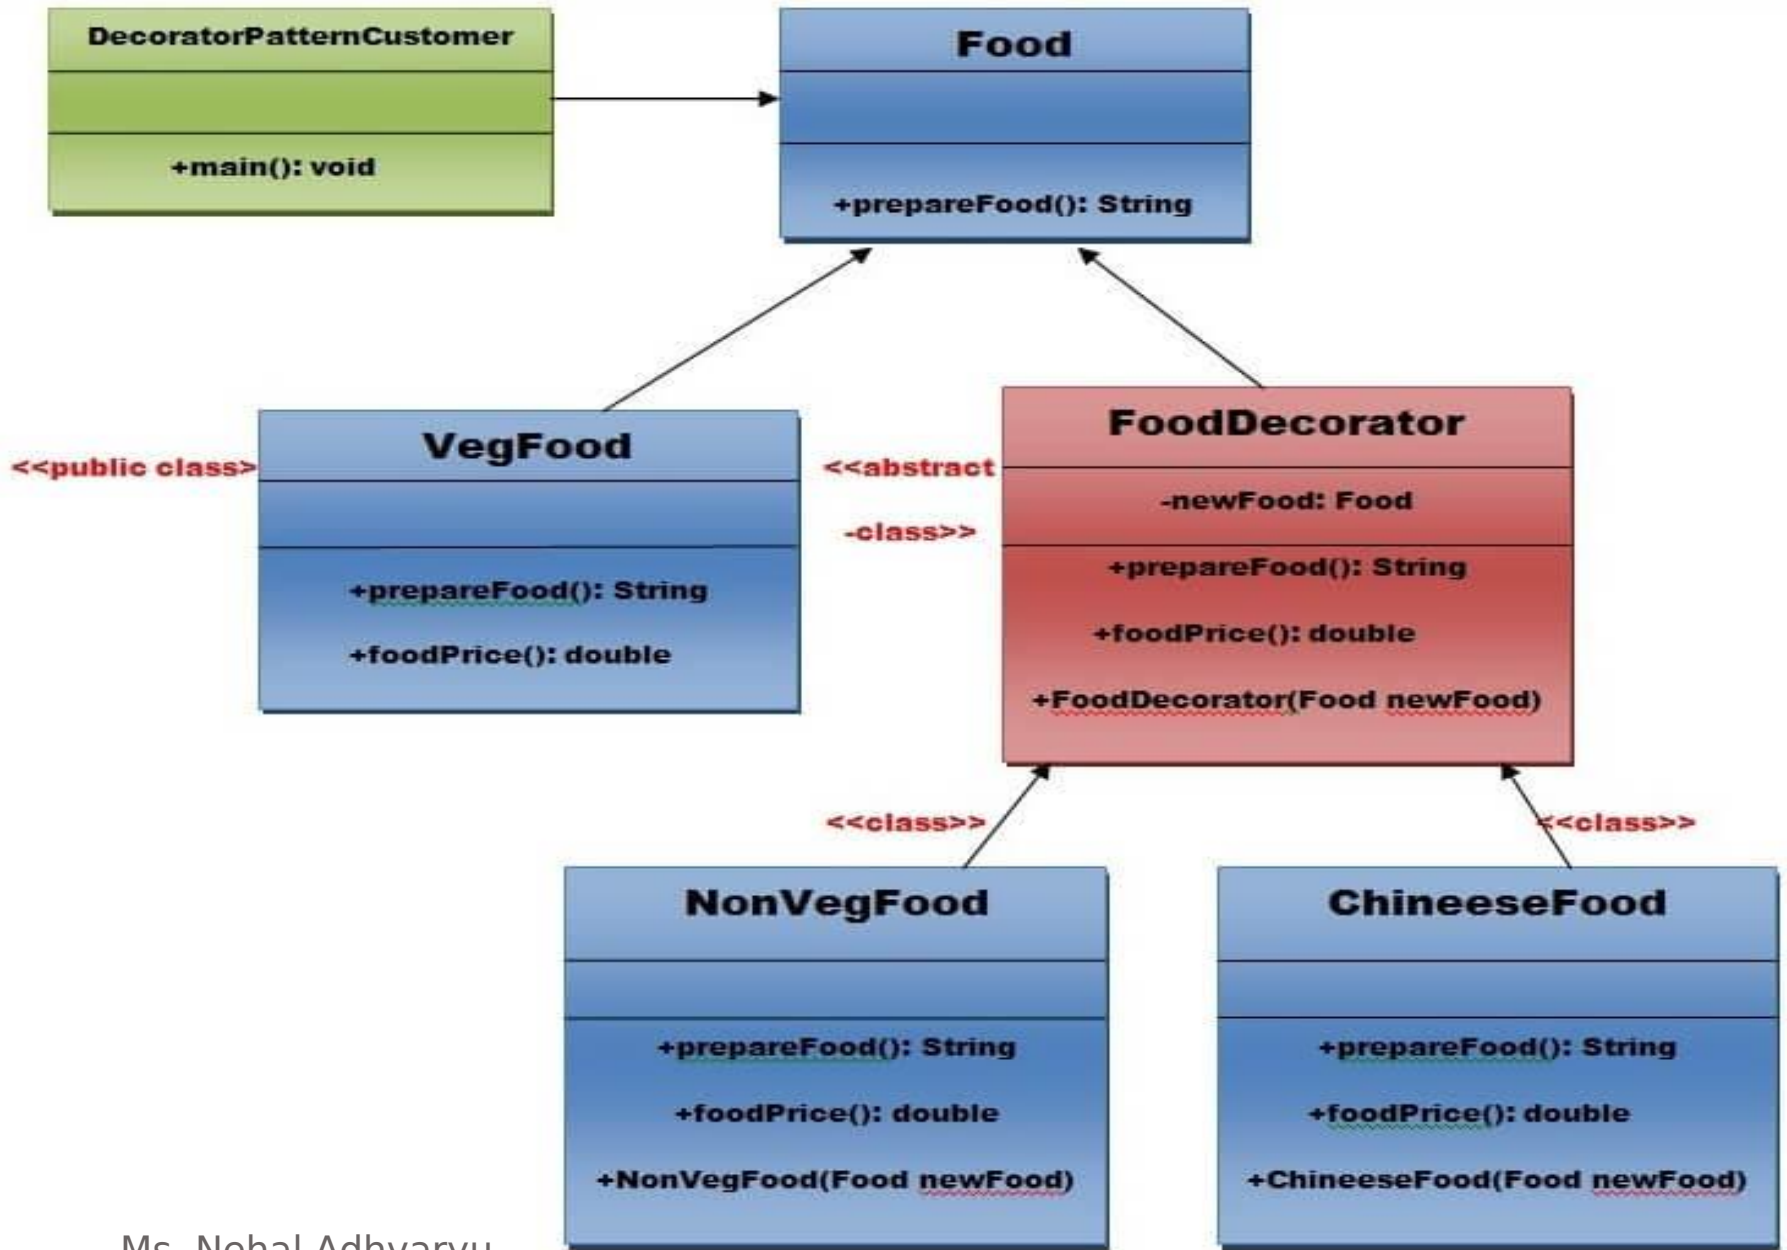 DecoratorPatternCustomer
+main(): void
Food
+prepareFood(): String
<<public class>
VegFood
+prepareFood(): String
+foodPrice(): double
<<abstract
-class>>
FoodDecorator
-newFood: Food
+prepareFood(): String
+foodPrice(): double
+FoodDecorator(Food newFood)
<<class>>
<<class>>
NonVegFood
+prepareFood(): String
+foodPrice(): double
+NonVegFood(Food newFood)
ChineeseFood
+prepareFood(): String
+foodPrice(): double
+ChineeseFood(Food newFood)
Ms. Nehal Adhyaryu